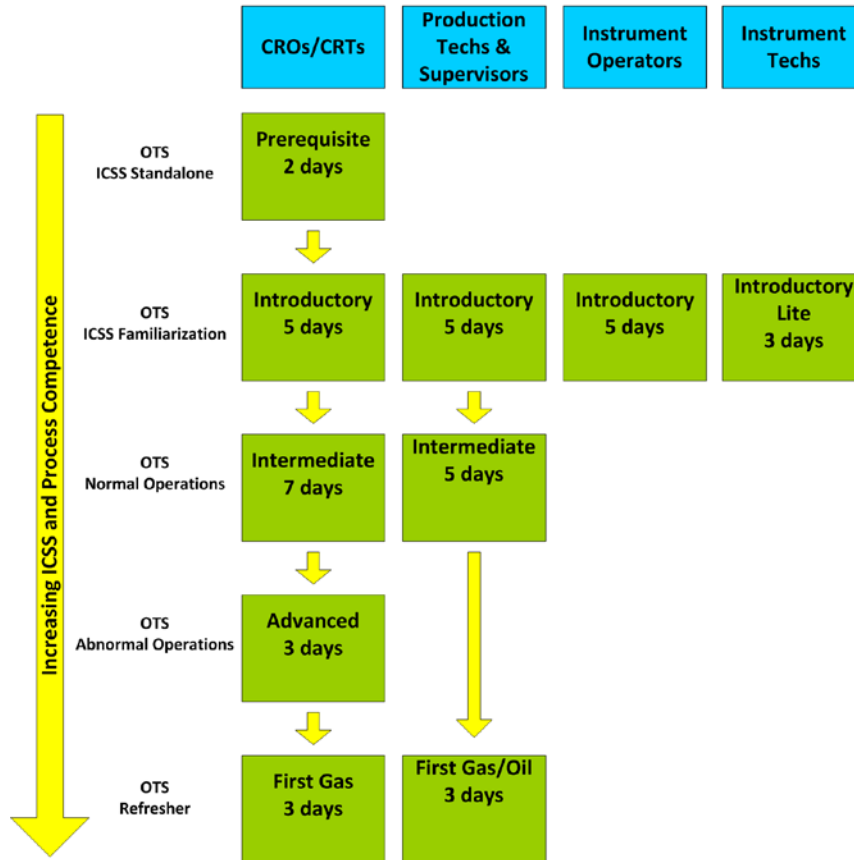 CROs/CRTs
Production
Techs &
Supervisors
Instrument
Operators
Instrument
Techs
Increasing ICSS and Process Competence
OTS
ICSS Standalone
Prerequisite
2 days
OTS
ICSS Familiarization
Introductory
5 days
Introductory
5 days
Introductory
5 days
Introductory
Lite
3 days
OTS
Normal Operations
Intermediate
7 days
Intermediate
5 days
OTS
Abnormal Operations
Advanced
3 days
OTS
Refresher
First Gas
3 days
First Gas/Oil
3 days